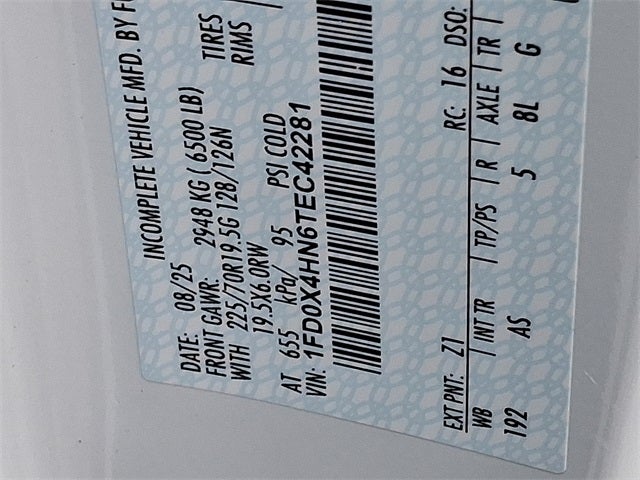 INCOMPLETE VEHICLE MFD. BY
DATE: 08/25
FRONT GAWR: 2948 KG ( 6500 LB)
WITH 225/70R19.5G 128/126N TIRES
19.5X6.0RW RIMS
AT 655 kPa/ 95 PSI COLD
VIN: 1FD0X4HN6TEC42281
EXT PNT: Z1 RC: 16 DSO:
WB | INT TR | TP/PS | R | AXLE | TR |
192 AS 5 8L G